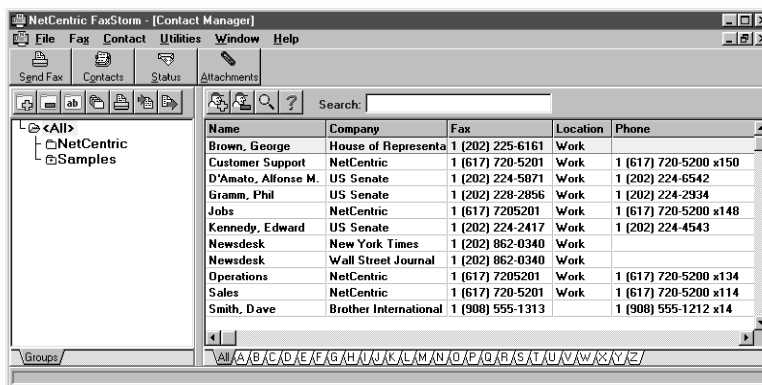 NetCentric FaxStorm - [Contact Manager]
File Fax Contact Utilities Window Help
Send Fax Contacts Status Attachments
ab ? Search:
<All>
NetCentric
Samples
Name Company Fax Location Phone
Brown, George House of Representa 1 (202) 225-6161 Work
Customer Support NetCentric 1 (617) 720-5201 Work 1 (617) 720-5200 x150
D'Amato, Alfonse M. US Senate 1 (202) 224-5871 Work 1 (202) 224-6542
Gramm, Phil US Senate 1 (202) 228-2856 Work 1 (202) 224-2934
Jobs NetCentric 1 (617) 7205201 Work 1 (617) 720-5200 x148
Kennedy, Edward US Senate 1 (202) 224-2417 Work 1 (202) 224-4543
Newsdesk New York Times 1 (202) 862-0340 Work
Newsdesk Wall Street Journal 1 (202) 862-0340 Work
Operations NetCentric 1 (617) 7205201 Work 1 (617) 720-5200 x134
Sales NetCentric 1 (617) 720-5201 Work 1 (617) 720-5200 x114
Smith, Dave Brother International 1 (908) 555-1313 1 (908) 555-1212 x14
Groups All A B C D E F G H I J K L M N O P Q R S T U V W X Y Z